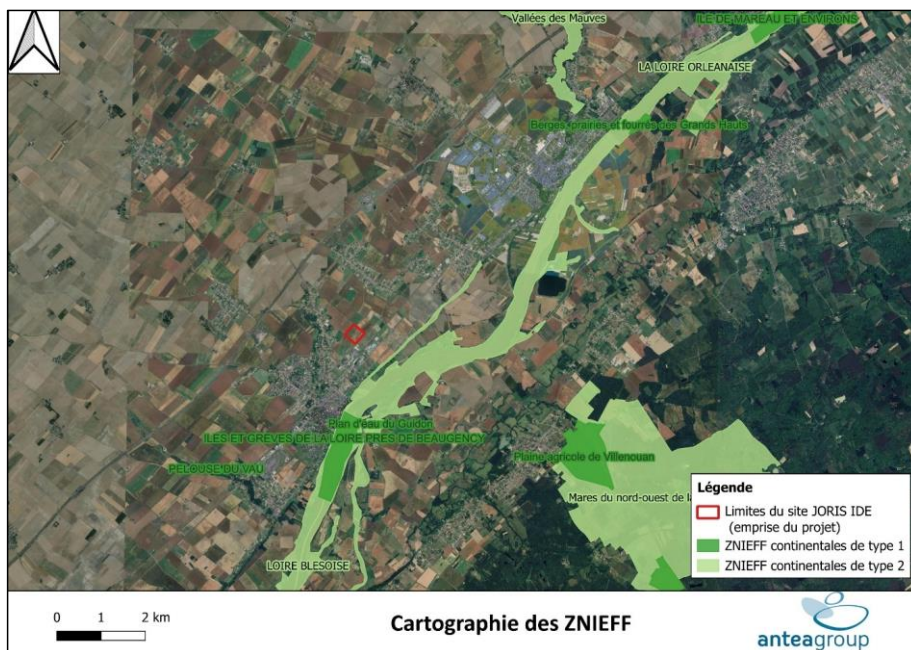 Vallées des Mauves
ILE DE MAREAU ET ENVIRONS
LA LOIRE ORLEANAISE
Berges, prairies et fourrés des Grands Hauts
Plan d'eau du Guidon
ILES ET GREVES DE LA LOIRE PRES DE BEAUGENCY
PELOUSE DU VAU
Plaine agricole de Villenouan
Mares du nord-ouest de la
LOIRE BLESOISE
Légende
Limites du site JORIS IDE
(emprise du projet)
ZNIEFF continentales de type 1
ZNIEFF continentales de type 2
0 1 2 km
Cartographie des ZNIEFF
anteagroup